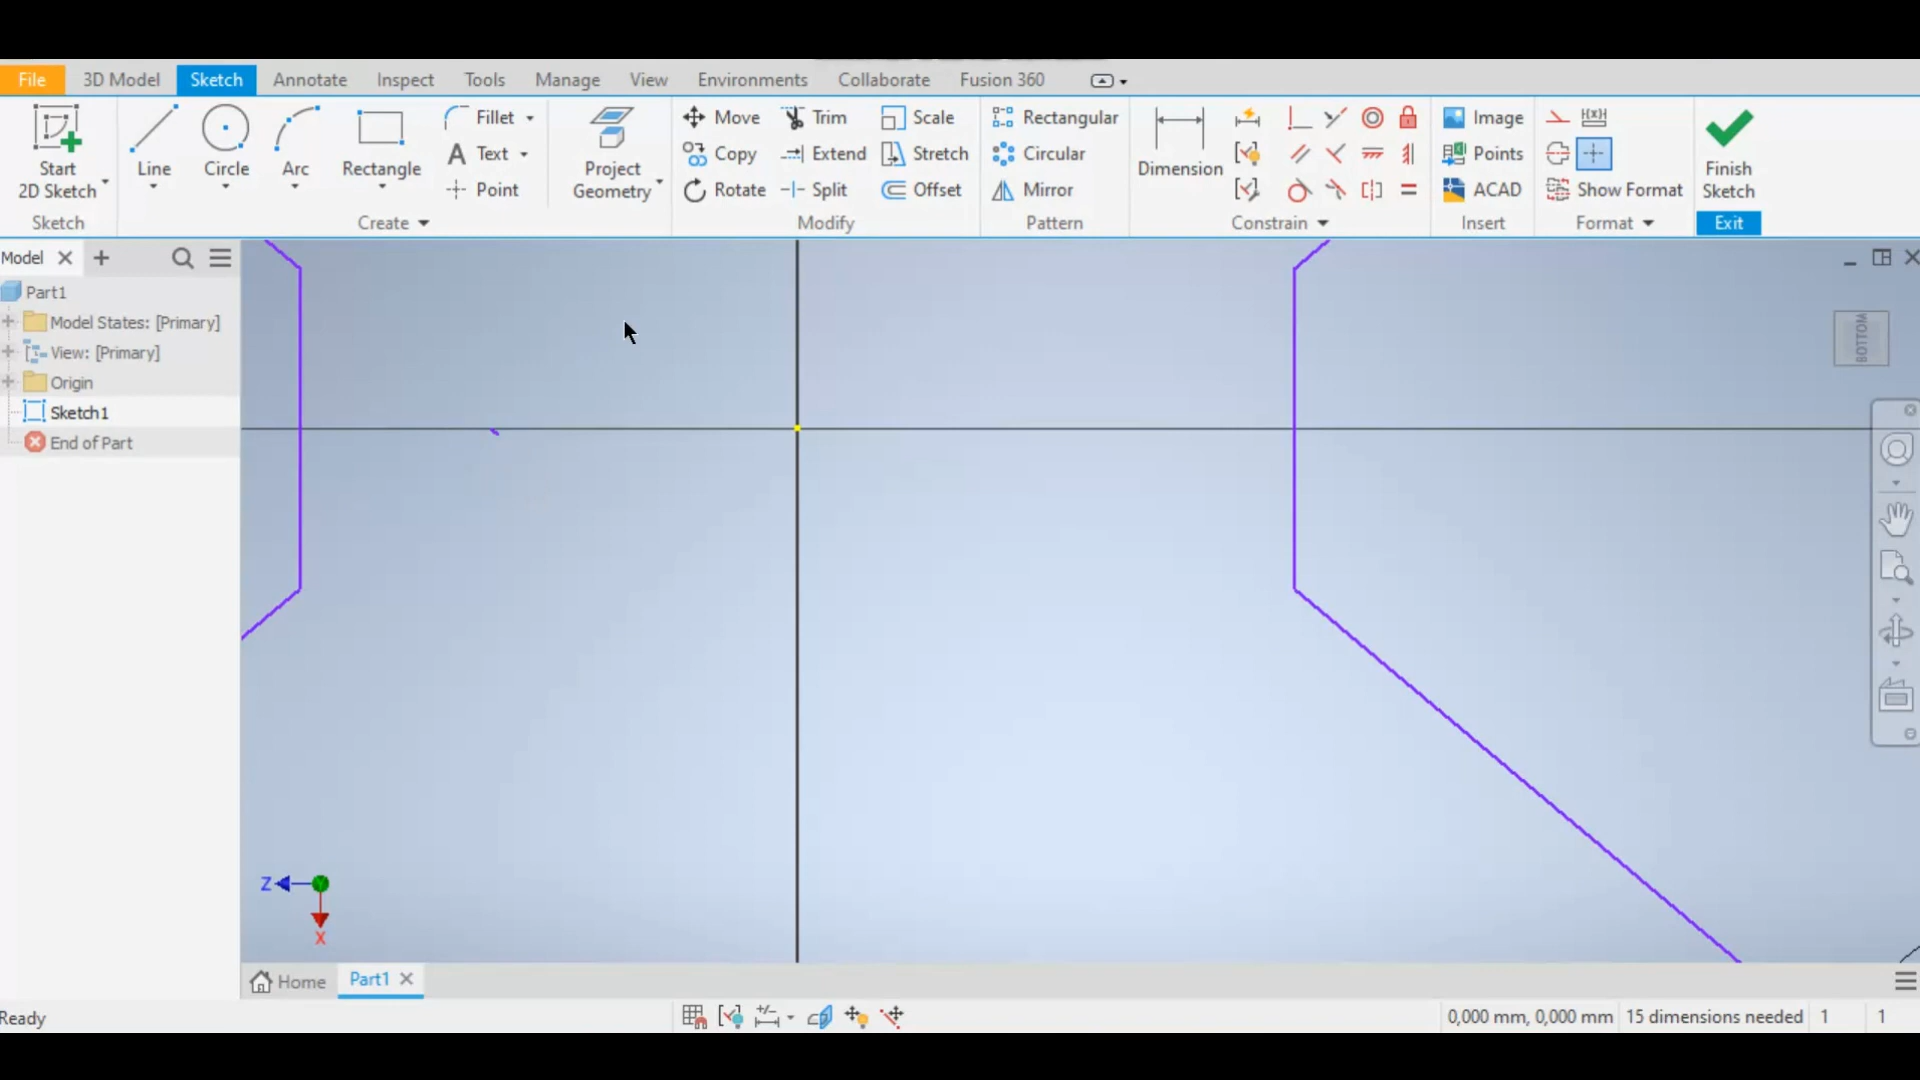 File 3D Model Sketch Annotate Inspect Tools Manage View Environments Collaborate Fusion 360
Start 2D Sketch
Line
Circle
Arc
Rectangle
Fillet
Text
Point
Project Geometry
Move
Copy
Rotate
Trim
Extend
Split
Scale
Stretch
Offset
Rectangular
Circular
Mirror
Dimension
Image
Points
ACAD
Show Format
Finish Sketch
Sketch Create Modify Pattern Constrain Insert Format Exit
Model
Part1
Model States: [Primary]
View: [Primary]
Origin
Sketch1
End of Part
BOTTOM
Z
X
Home Part1
Ready 0,000 mm, 0,000 mm 15 dimensions needed 1 1